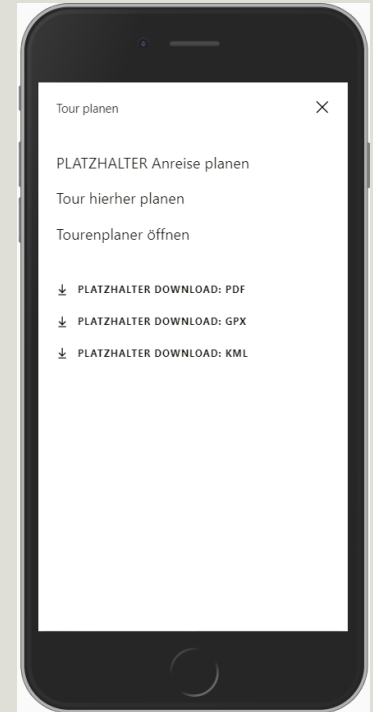 Tour planen
PLATZHALTER Anreise planen
Tour hierher planen
Tourenplaner öffnen
PLATZHALTER DOWNLOAD: PDF
PLATZHALTER DOWNLOAD: GPX
PLATZHALTER DOWNLOAD: KML